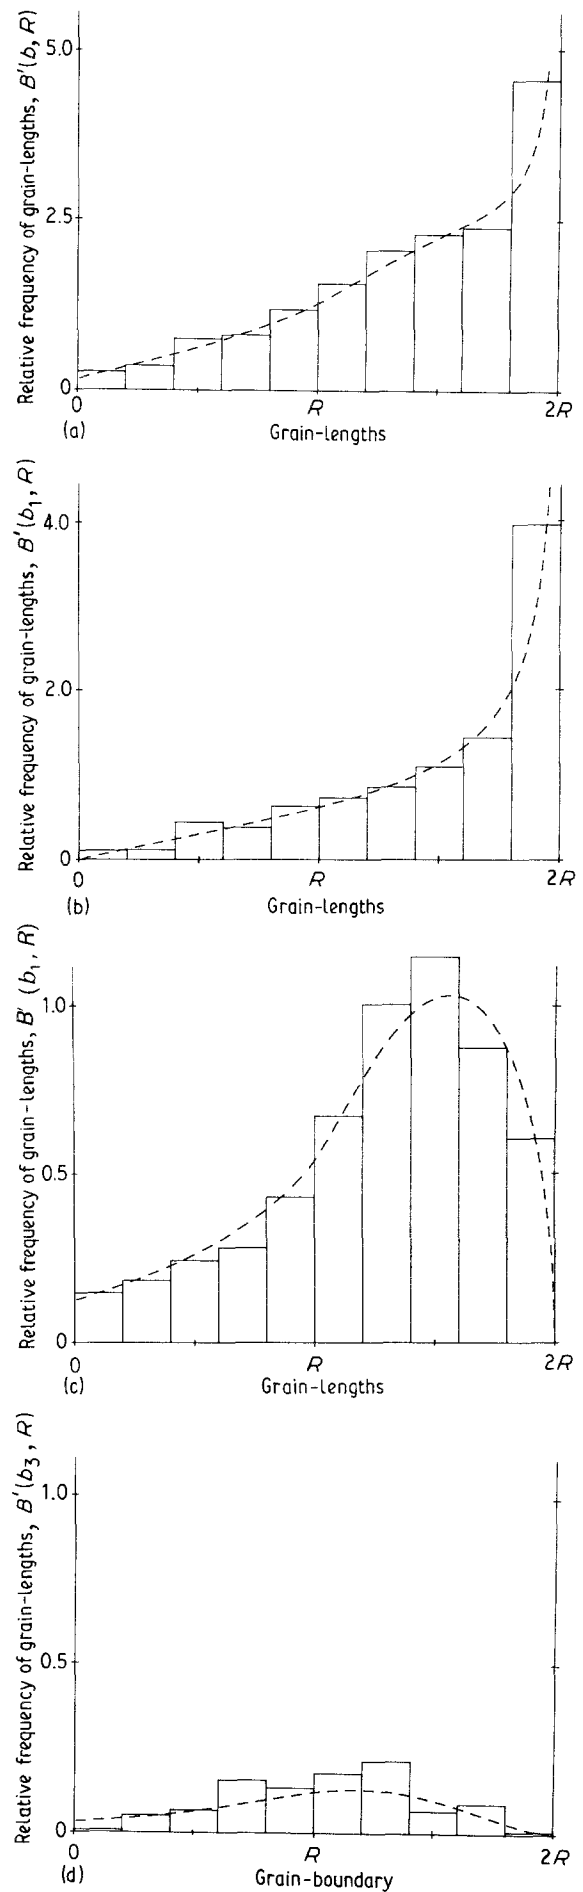 Relative frequency of grain-lengths, B′(b, R)
5.0
2.5
0
0
R
2R
(a)
Grain-lengths
Relative frequency of grain-lengths, B′(b₁, R)
4.0
2.0
0
0
R
2R
(b)
Grain-lengths
Relative frequency of grain-lengths, B′ (b₁, R)
1.0
0.5
0
0
R
2R
(c)
Grain-lengths
Relative frequency of grain-lengths, B′(b₃, R)
1.0
0.5
0
0
R
2R
(d)
Grain-boundary